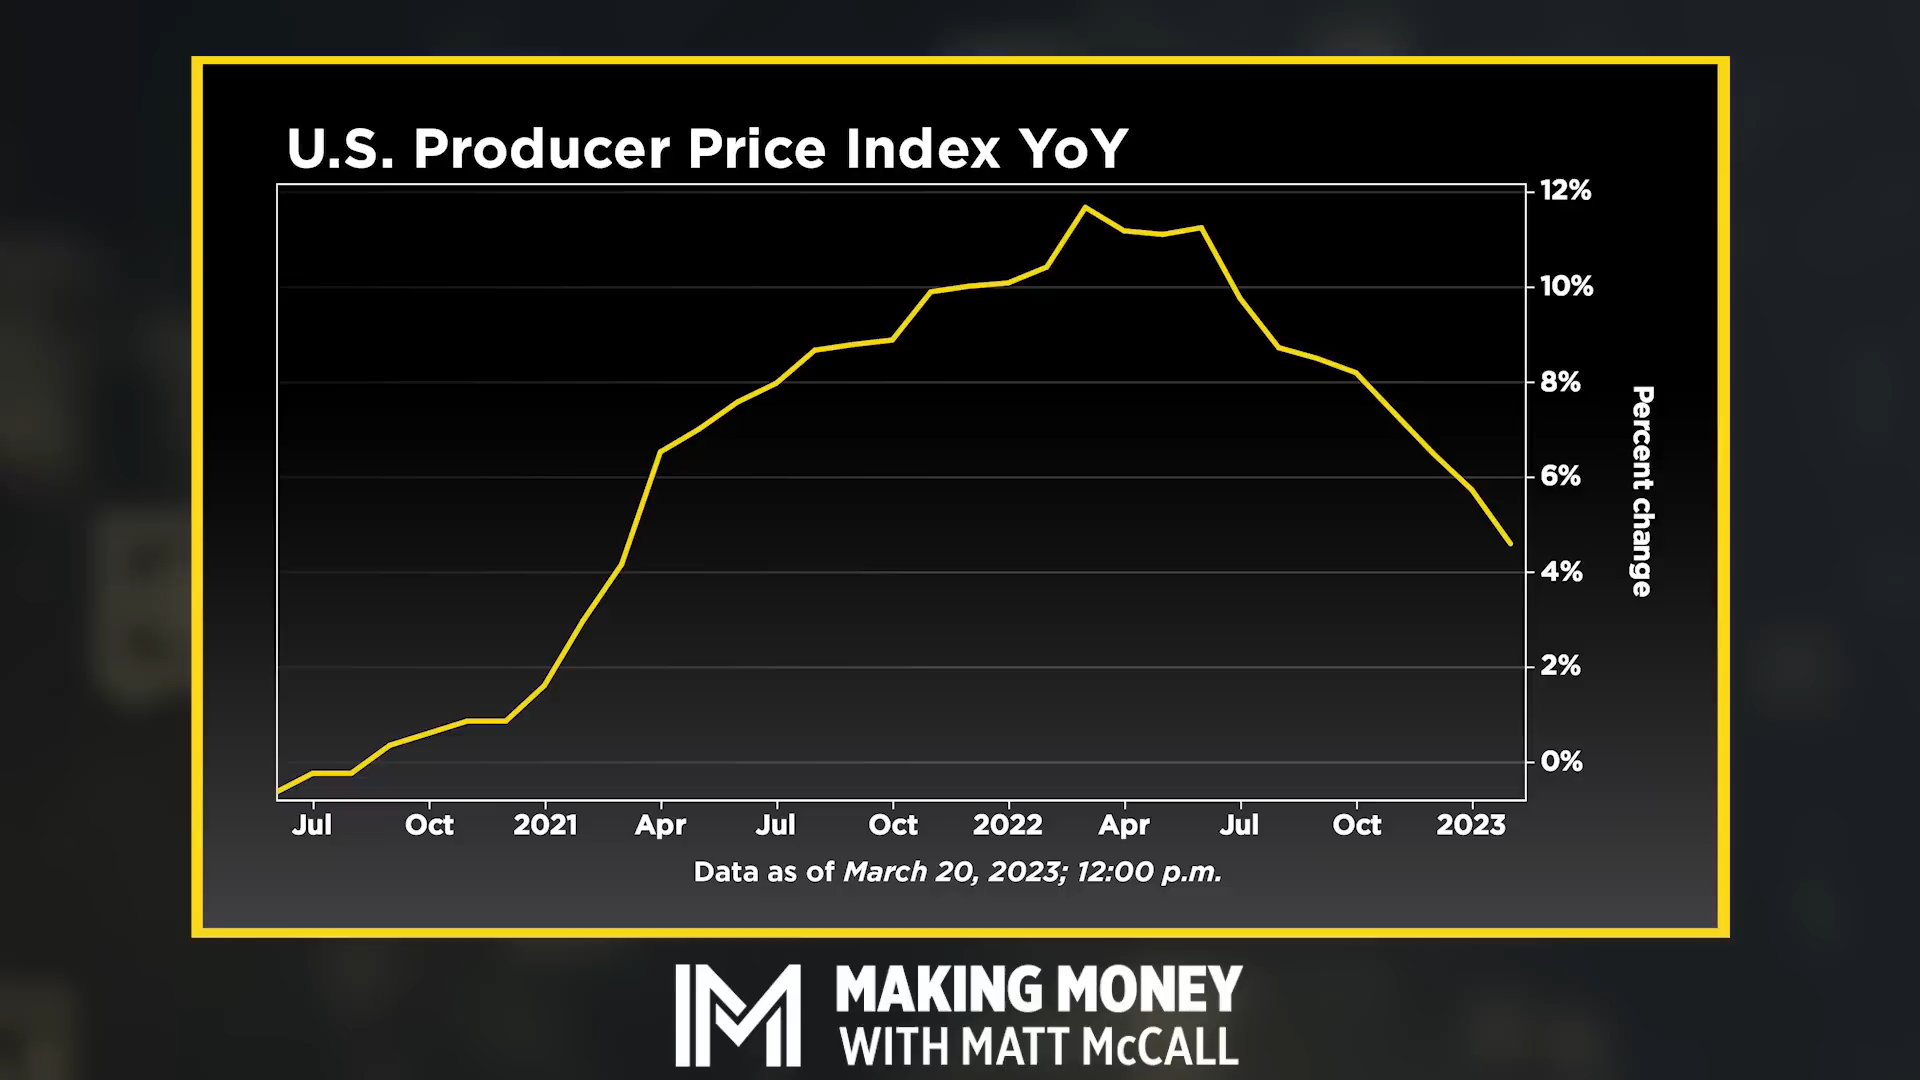 U.S. Producer Price Index YoY
12%
10%
8%
6%
4%
2%
0%
Percent change
Jul Oct 2021 Apr Jul Oct 2022 Apr Jul Oct 2023
Data as of March 20, 2023; 12:00 p.m.
MAKING MONEY
WITH MATT McCALL